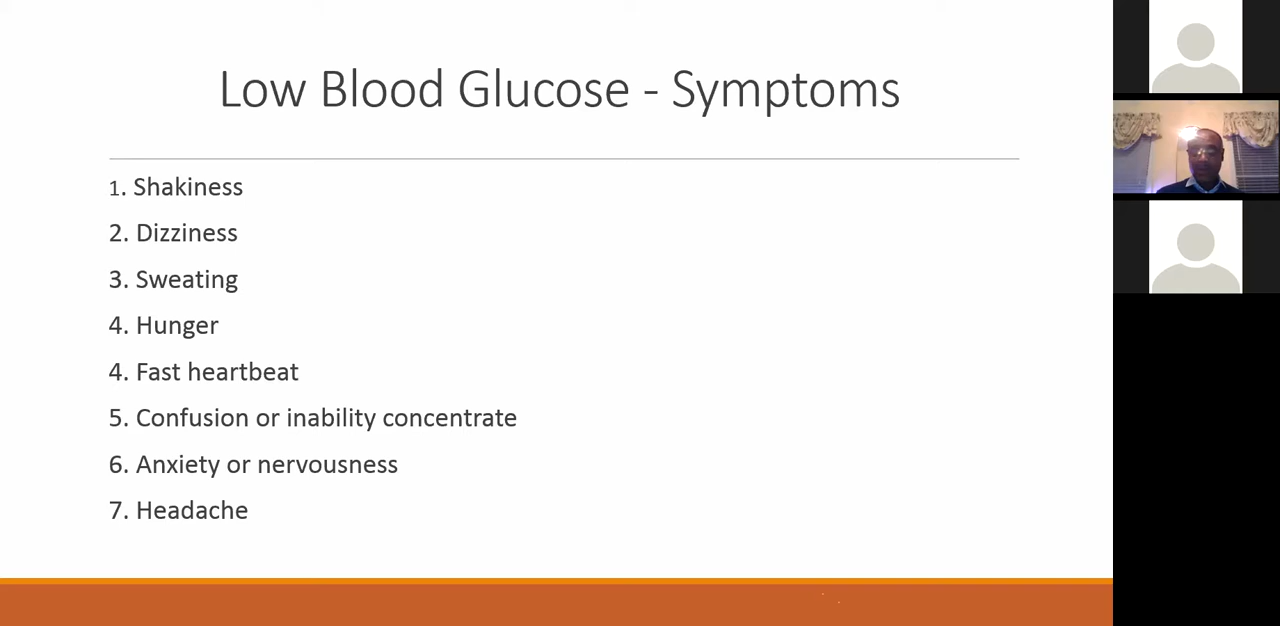 Low Blood Glucose - Symptoms
1. Shakiness
2. Dizziness
3. Sweating
4. Hunger
4. Fast heartbeat
5. Confusion or inability concentrate
6. Anxiety or nervousness
7. Headache